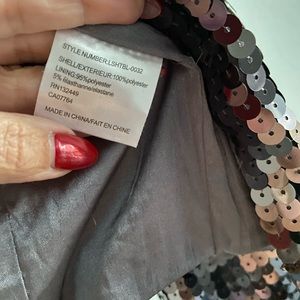 STYLE NUMBER:LSHTBL-0032
SHELL/EXTERIEUR:100%polyester
LINING:95%polyester
5% elasthanne/elastane
RN132449
CA07764
MADE IN CHINA/FAIT EN CHINE